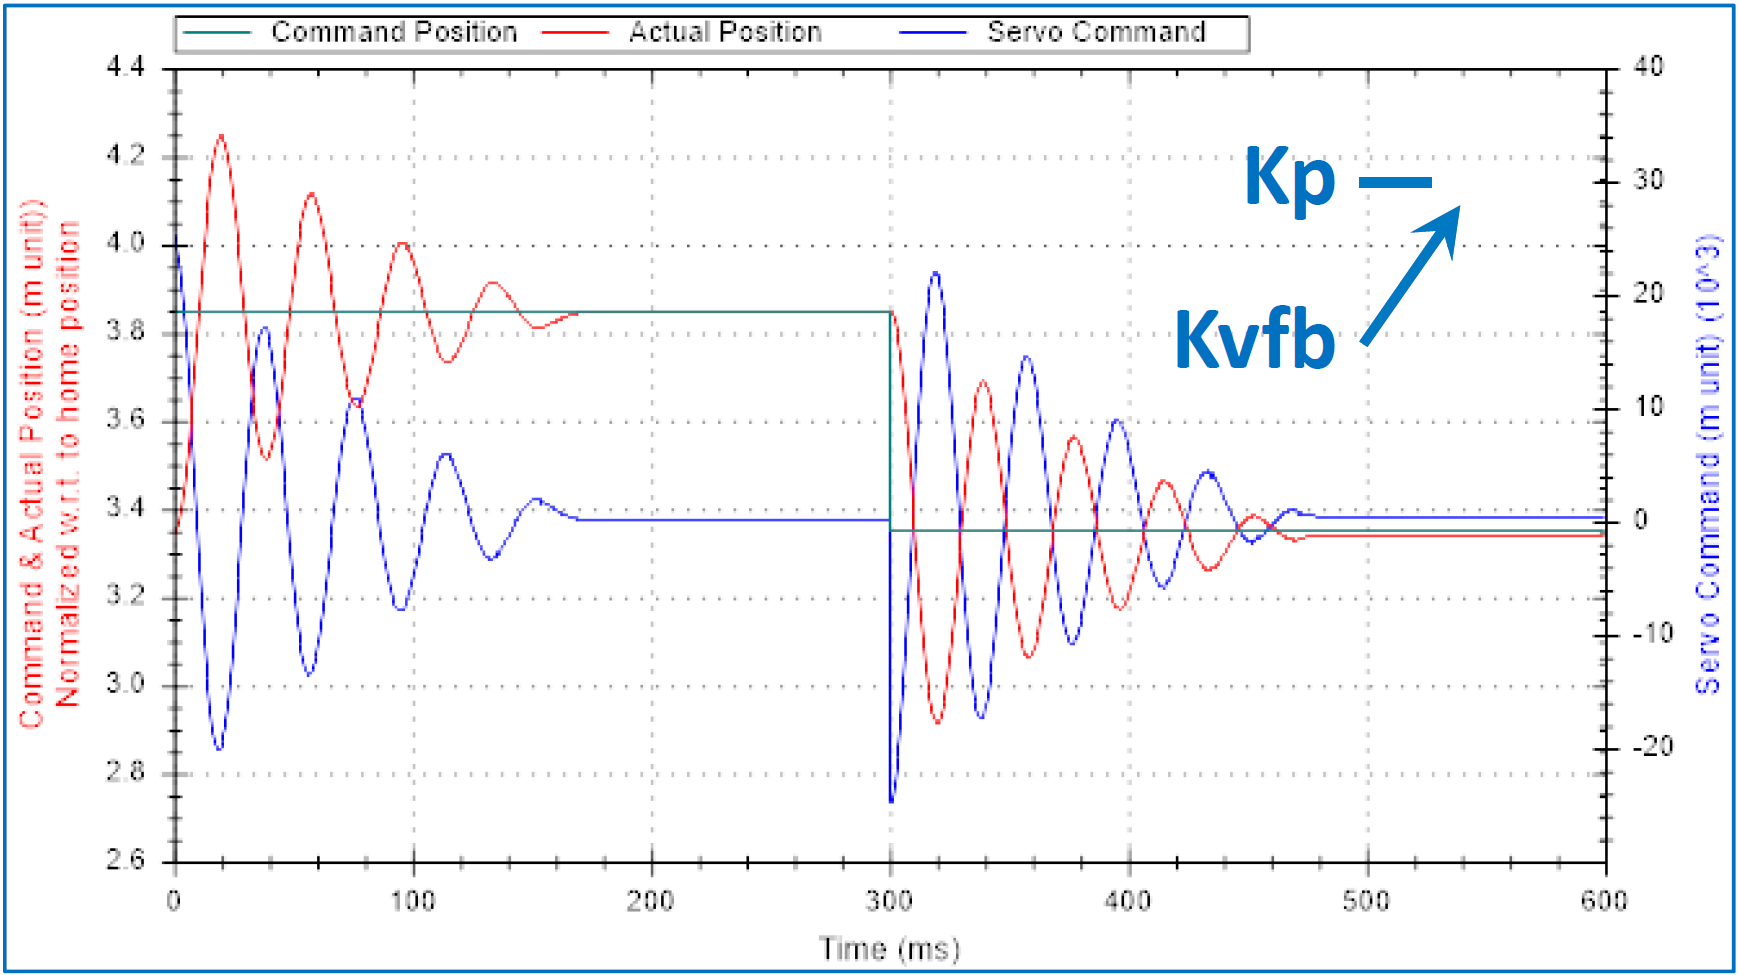 Command Position Actual Position Servo Command
4.4
4.2
4.0
3.8
3.6
3.4
3.2
3.0
2.8
2.6
40
30
20
10
0
-10
-20
Kp
Kvfb
Command & Actual Position (m unit))
Normalized w.r.t. to home position
Servo Command (m unit) (10^3)
0 100 200 300 400 500 600
Time (ms)